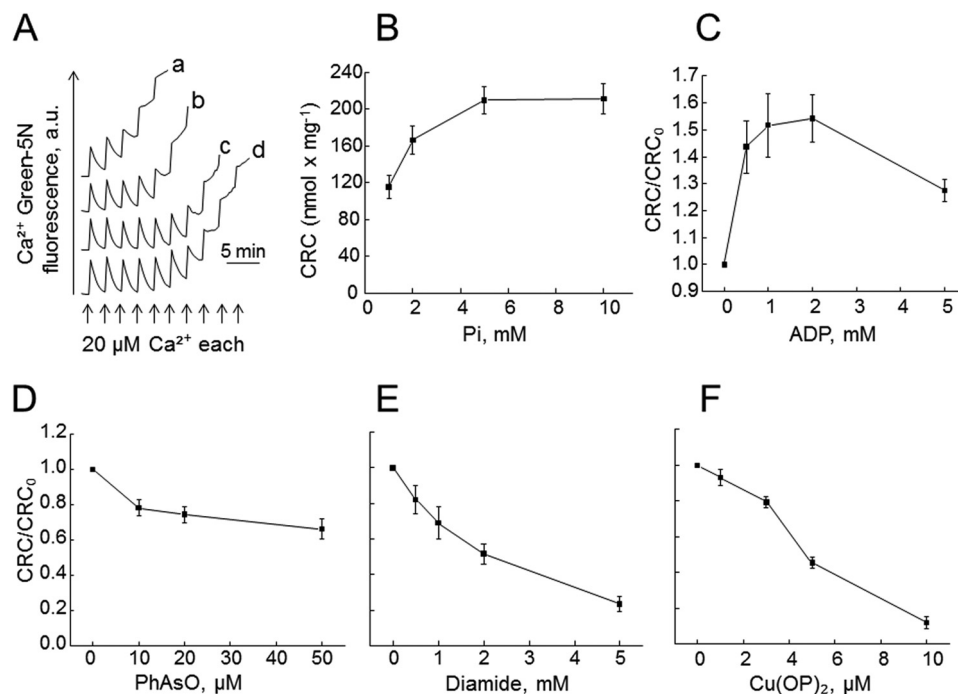 A
Ca²⁺ Green-5N
fluorescence, a.u.
a
b
c
d
5 min
20 µM Ca²⁺ each
B
CRC (nmol x mg⁻¹)
240
200
160
120
80
40
0
0 2 4 6 8 10
Pi, mM
C
CRC/CRC₀
1.7
1.6
1.5
1.4
1.3
1.2
1.1
1.0
0.9
0 1 2 3 4 5
ADP, mM
D
CRC/CRC₀
1.2
1.0
0.8
0.6
0.4
0.2
0.0
0 10 20 30 40 50
PhAsO, µM
E
0 1 2 3 4 5
Diamide, mM
F
0 2 4 6 8 10
Cu(OP)₂, µM